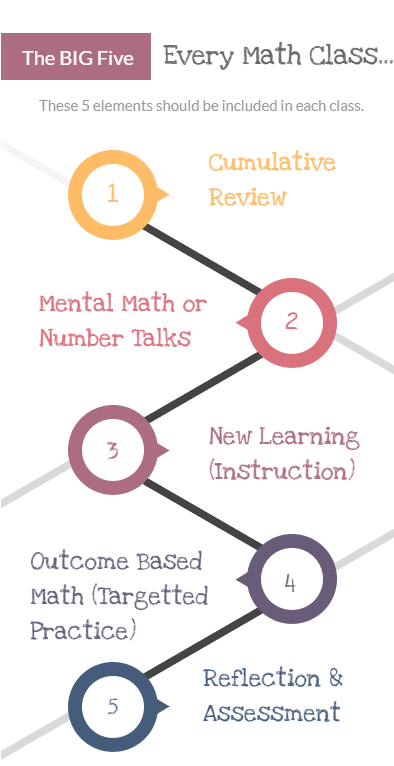 The BIG Five
Every Math Class...
These 5 elements should be included in each class.
1
Cumulative
Review
Mental Math or
Number Talks
2
3
New Learning
(Instruction)
Outcome Based
Math (Targetted
Practice)
4
5
Reflection &
Assessment